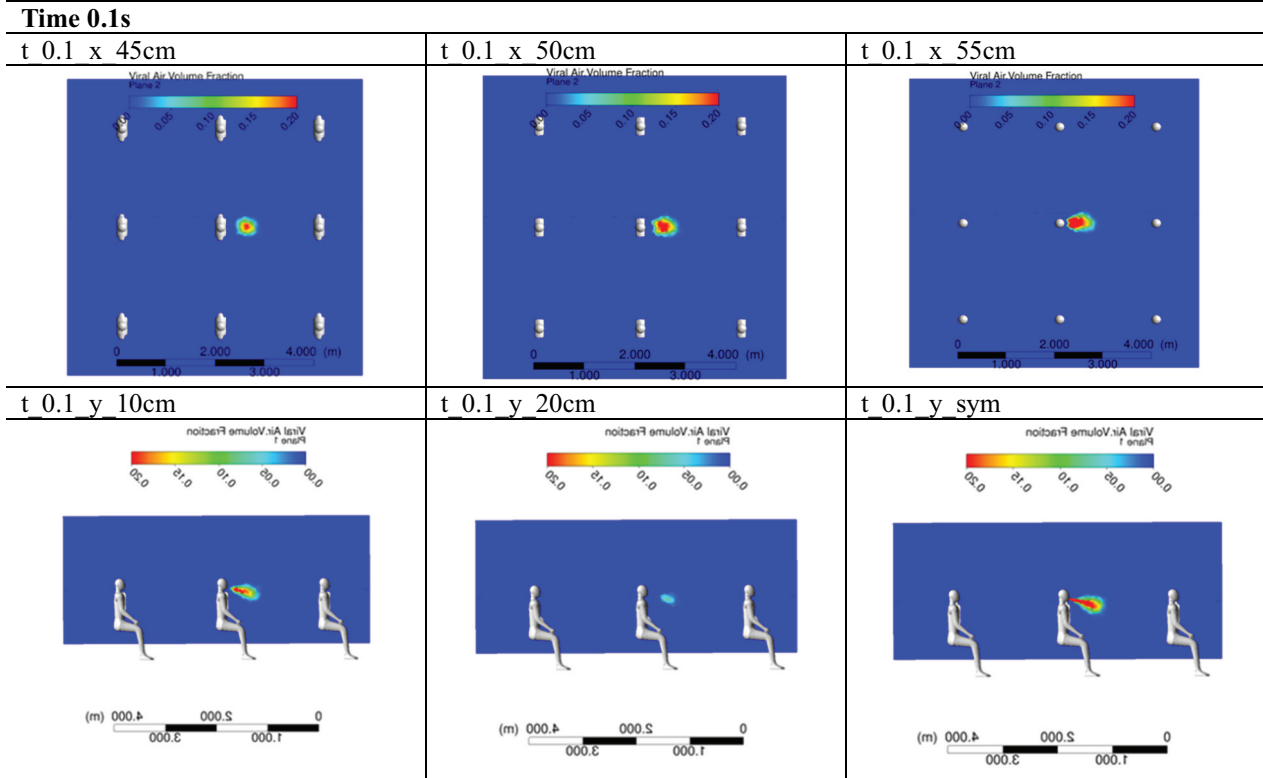 Time 0.1s
t_0.1_x_45cm
t_0.1_x_50cm
t_0.1_x_55cm
Viral Air.Volume Fraction
Plane 2
0.00 0.05 0.10 0.15 0.20
0 2.000 4.000 (m)
1.000 3.000
Viral Air.Volume Fraction
Plane 2
0.00 0.05 0.10 0.15 0.20
0 2.000 4.000 (m)
1.000 3.000
Viral Air.Volume Fraction
Plane 2
0.00 0.05 0.10 0.15 0.20
0 2.000 4.000 (m)
1.000 3.000
t_0.1_y_10cm
t_0.1_y_20cm
t_0.1_y_sym
Viral Air.Volume Fraction
Plane 1
0.00 0.05 0.10 0.15 0.20
0 2.000 4.000 (m)
1.000 3.000
Viral Air.Volume Fraction
Plane 1
0.00 0.05 0.10 0.15 0.20
0 2.000 4.000 (m)
1.000 3.000
Viral Air.Volume Fraction
Plane 1
0.00 0.05 0.10 0.15 0.20
0 2.000 4.000 (m)
1.000 3.000